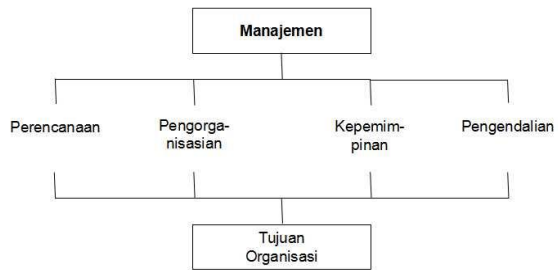 Manajemen
Perencanaan
Pengorga-
nisasian
Kepemim-
pinan
Pengendalian
Tujuan
Organisasi